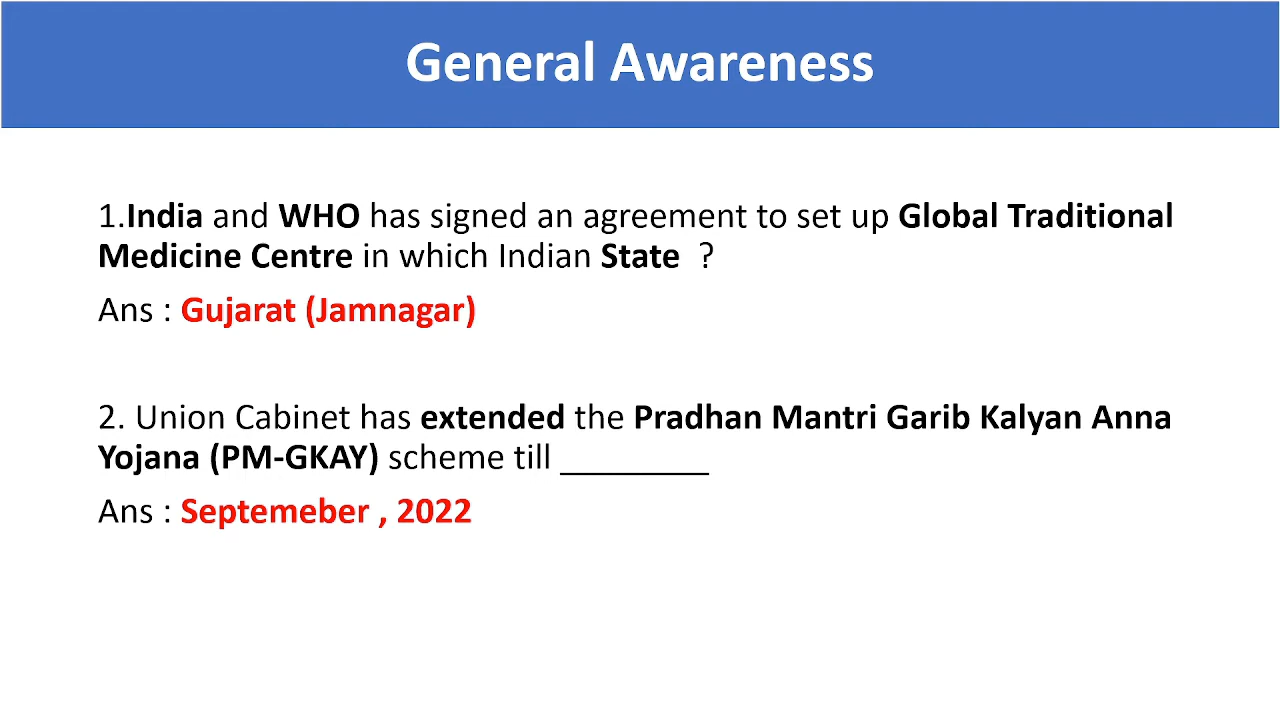 General Awareness
1.India and WHO has signed an agreement to set up Global Traditional
Medicine Centre in which Indian State  ?
Ans : Gujarat (Jamnagar)
2. Union Cabinet has extended the Pradhan Mantri Garib Kalyan Anna
Yojana (PM-GKAY) scheme till ________
Ans : Septemeber , 2022